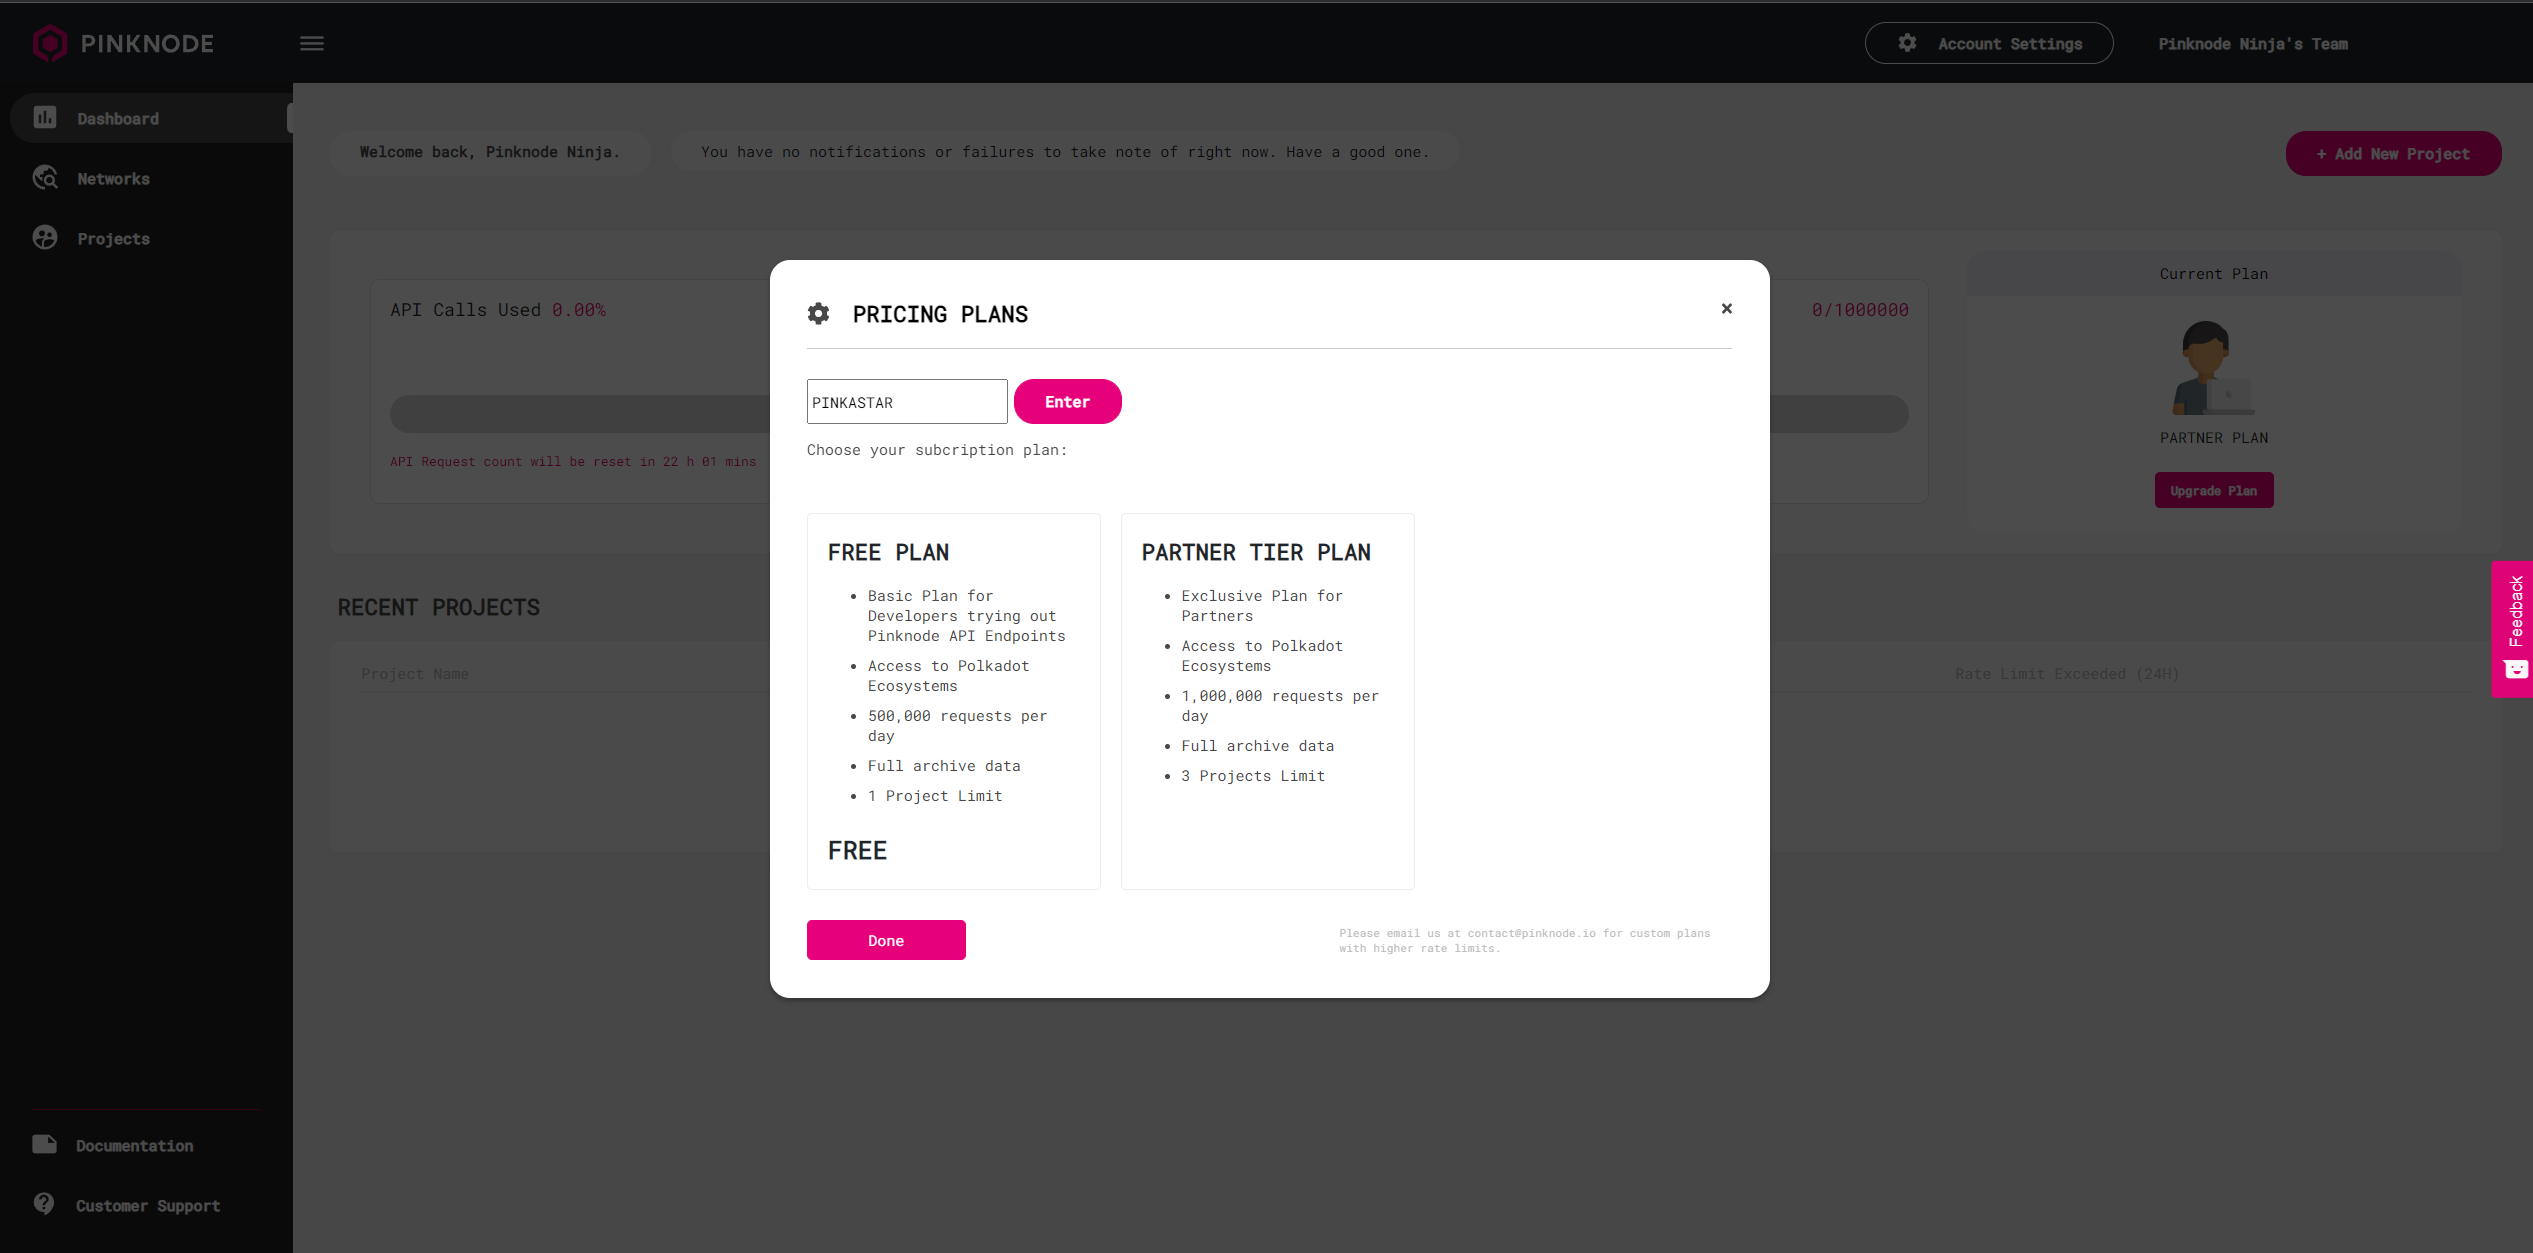 PINKNODE
Account Settings
Pinknode Ninja's Team
Dashboard
Networks
Projects
Welcome back, Pinknode Ninja.
You have no notifications or failures to take note of right now. Have a good one.
+ Add New Project
API Calls Used 0.00%
0/1000000
API Request count will be reset in 22 h 01 mins
Current Plan
PARTNER PLAN
Upgrade Plan
RECENT PROJECTS
Project Name
Rate Limit Exceeded (24H)
PRICING PLANS
×
PINKASTAR
Enter
Choose your subcription plan:
FREE PLAN
• Basic Plan for
Developers trying out
Pinknode API Endpoints
• Access to Polkadot
Ecosystems
• 500,000 requests per
day
• Full archive data
• 1 Project Limit
FREE
PARTNER TIER PLAN
• Exclusive Plan for
Partners
• Access to Polkadot
Ecosystems
• 1,000,000 requests per
day
• Full archive data
• 3 Projects Limit
Done
Please email us at contact@pinknode.io for custom plans
with higher rate limits.
Feedback
Documentation
Customer Support